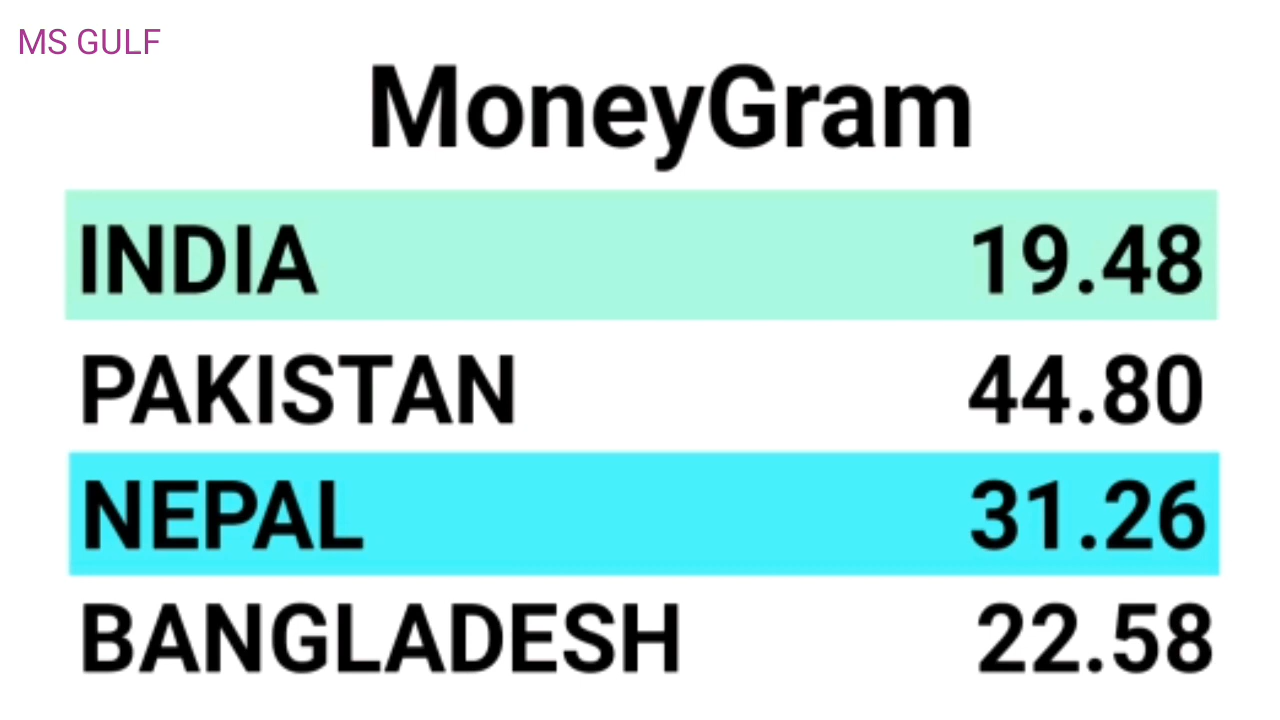 MS GULF
MoneyGram
INDIA 19.48
PAKISTAN 44.80
NEPAL 31.26
BANGLADESH 22.58